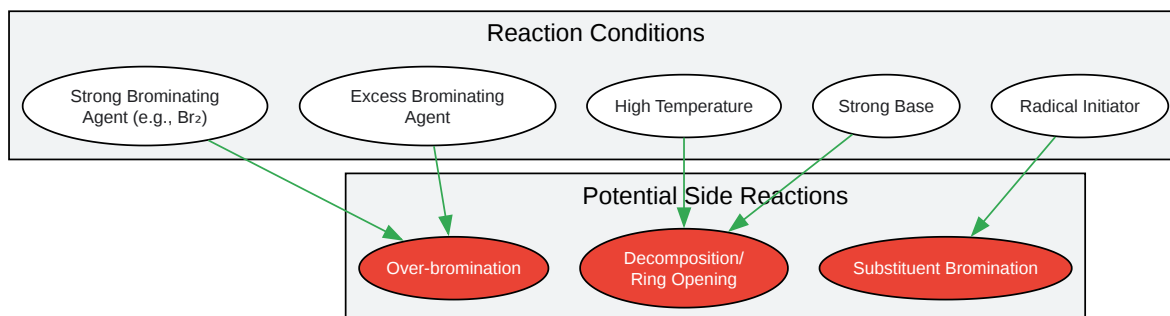 Reaction Conditions
Strong Brominating
Agent (e.g., Br₂)
Excess Brominating
Agent
High Temperature
Strong Base
Radical Initiator
Potential Side Reactions
Over-bromination
Decomposition/
Ring Opening
Substituent Bromination